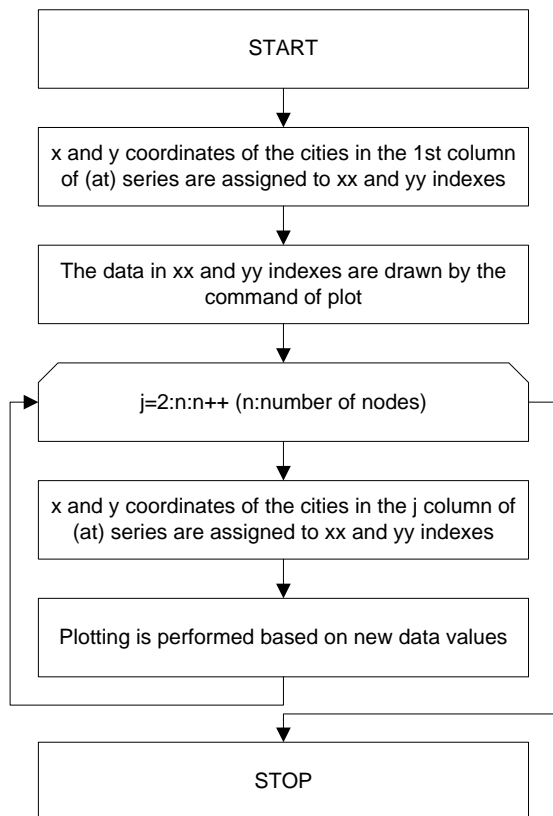 START
x and y coordinates of the cities in the 1st column
of (at) series are assigned to xx and yy indexes
The data in xx and yy indexes are drawn by the
command of plot
j=2:n:n++ (n:number of nodes)
x and y coordinates of the cities in the j column of
(at) series are assigned to xx and yy indexes
Plotting is performed based on new data values
STOP